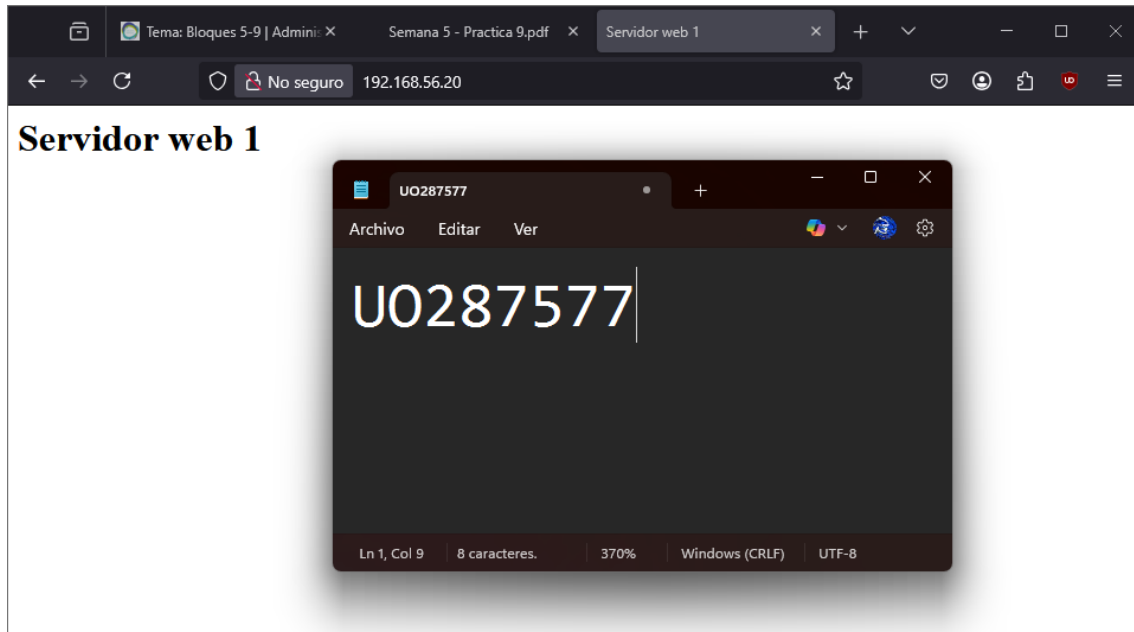 Tema: Bloques 5-9 | Adminis
Semana 5 - Practica 9.pdf
Servidor web 1
No seguro 192.168.56.20
Servidor web 1
UO287577
Archivo Editar Ver
UO287577
Ln 1, Col 9 8 caracteres. 370% Windows (CRLF) UTF-8